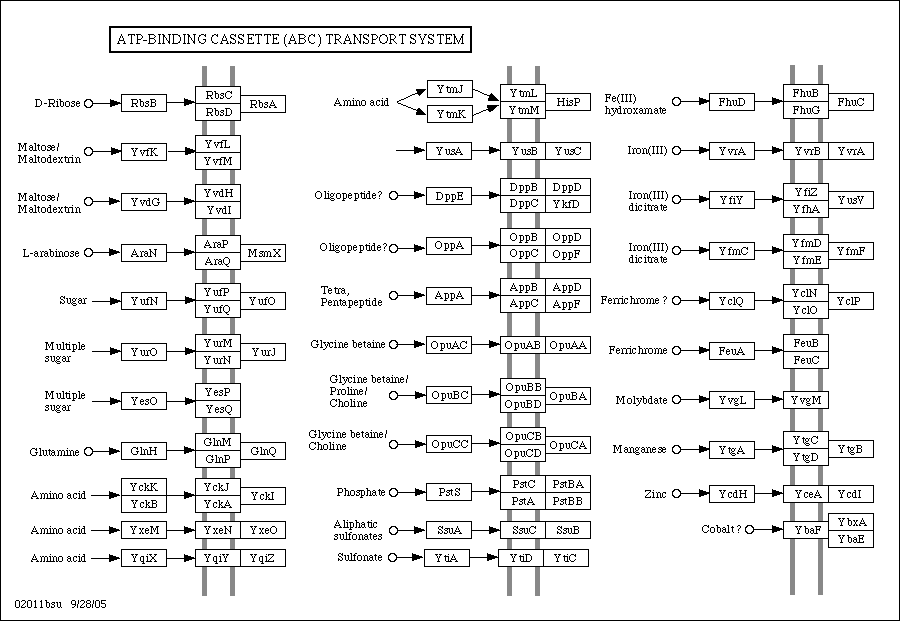 ATP-BINDING CASSETTE (ABC) TRANSPORT SYSTEM
D-Ribose
RbsB
RbsC
RbsD
RbsA
Maltose/
Maltodextrin
YvfK
YvfL
YvfM
Maltose/
Maltodextrin
YvdG
YvdH
YvdI
L-arabinose
AraN
AraP
AraQ
MsmX
Sugar
YufN
YufP
YufQ
YufO
Multiple
sugar
YurO
YurM
YurN
YurJ
Multiple
sugar
YesO
YesP
YesQ
Glutamine
GlnH
GlnM
GlnP
GlnQ
Amino acid
YckK
YckB
YckJ
YckA
YckI
Amino acid
YxeM
YxeN
YxeO
Amino acid
YqiX
YqiY
YqiZ
Amino acid
YtmJ
YtmK
YtmL
YtmM
HisP
YusA
YusB
YusC
Oligopeptide?
DppE
DppB
DppD
DppC
YkfD
Oligopeptide?
OppA
OppB
OppD
OppC
OppF
Tetra,
Pentapeptide
AppA
AppB
AppD
AppC
AppF
Glycine betaine
OpuAC
OpuAB
OpuAA
Glycine betaine/
Proline/
Choline
OpuBC
OpuBB
OpuBD
OpuBA
Glycine betaine/
Choline
OpuCC
OpuCB
OpuCD
OpuCA
Phosphate
PstS
PstC
PstBA
PstA
PstBB
Aliphatic
sulfonates
SsuA
SsuC
SsuB
Sulfonate
YtiA
YtiD
YtiC
Fe(III)
hydroxamate
FhuD
FhuB
FhuG
FhuC
Iron(III)
YvrA
YvrB
YvrA
Iron(III)
dicitrate
YfiY
YfiZ
YfhA
YusV
Iron(III)
dicitrate
YfmC
YfmD
YfmE
YfmF
Ferrichrome ?
YclQ
YclN
YclO
YclP
Ferrichrome
FeuA
FeuB
FeuC
Molybdate
YvgL
YvgM
Manganese
YtgA
YtgC
YtgD
YtgB
Zinc
YcdH
YceA
YcdI
Cobalt ?
YbaF
YbxA
YbaE
02011bsu 9/28/05